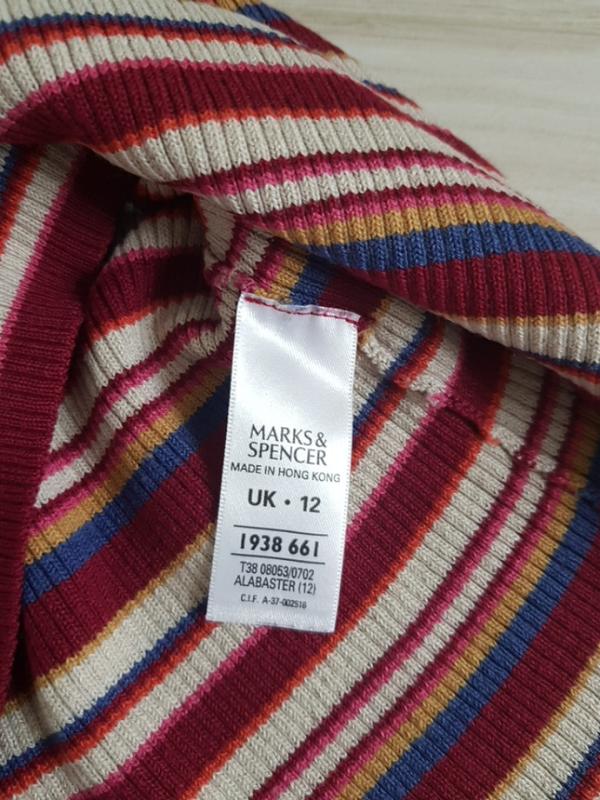 MARKS &
SPENCER
MADE IN HONG KONG
UK • 12
1938 661
T38 08053/0702
ALABASTER (12)
C.I.F. A-37-002516